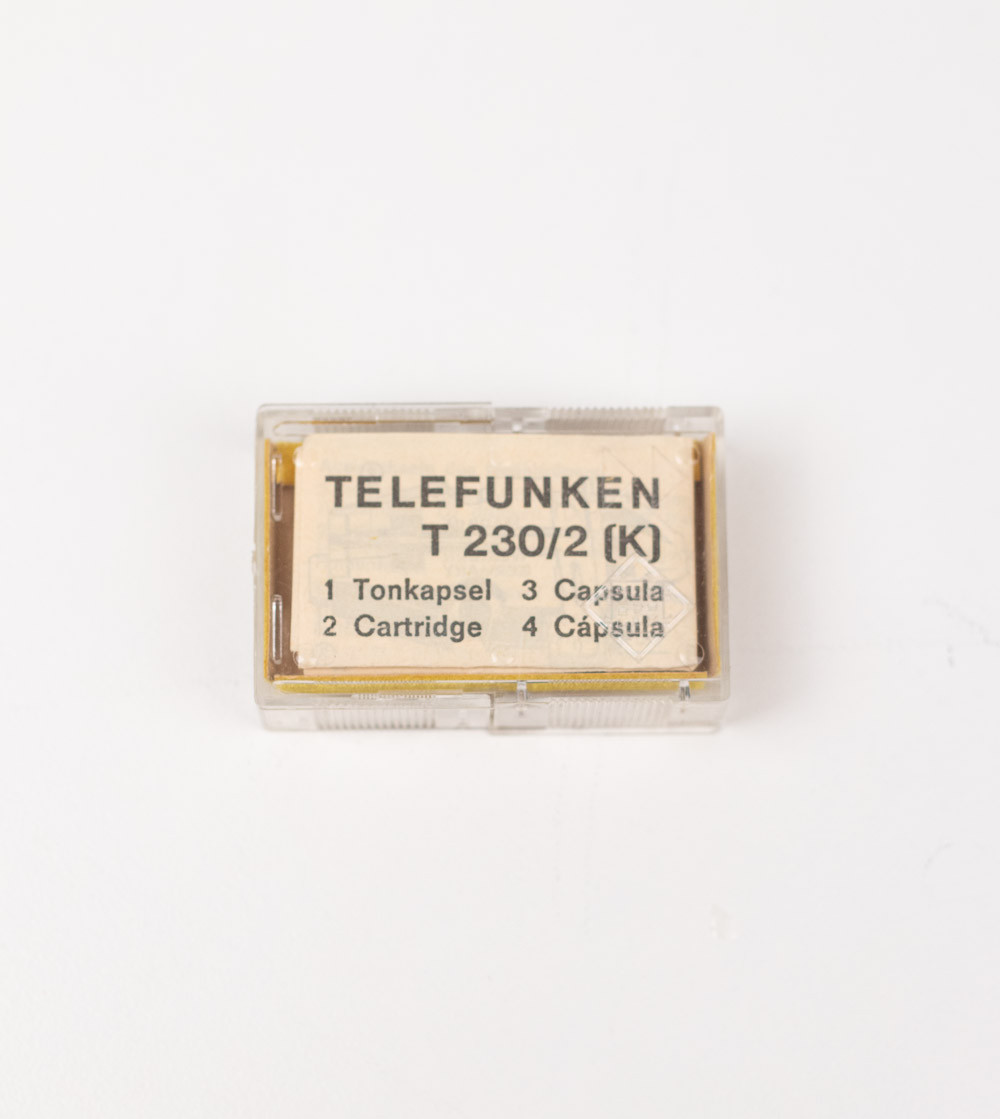 TELEFUNKEN
T 230/2 (K)
1 Tonkapsel 3 Capsula
2 Cartridge 4 Cápsula